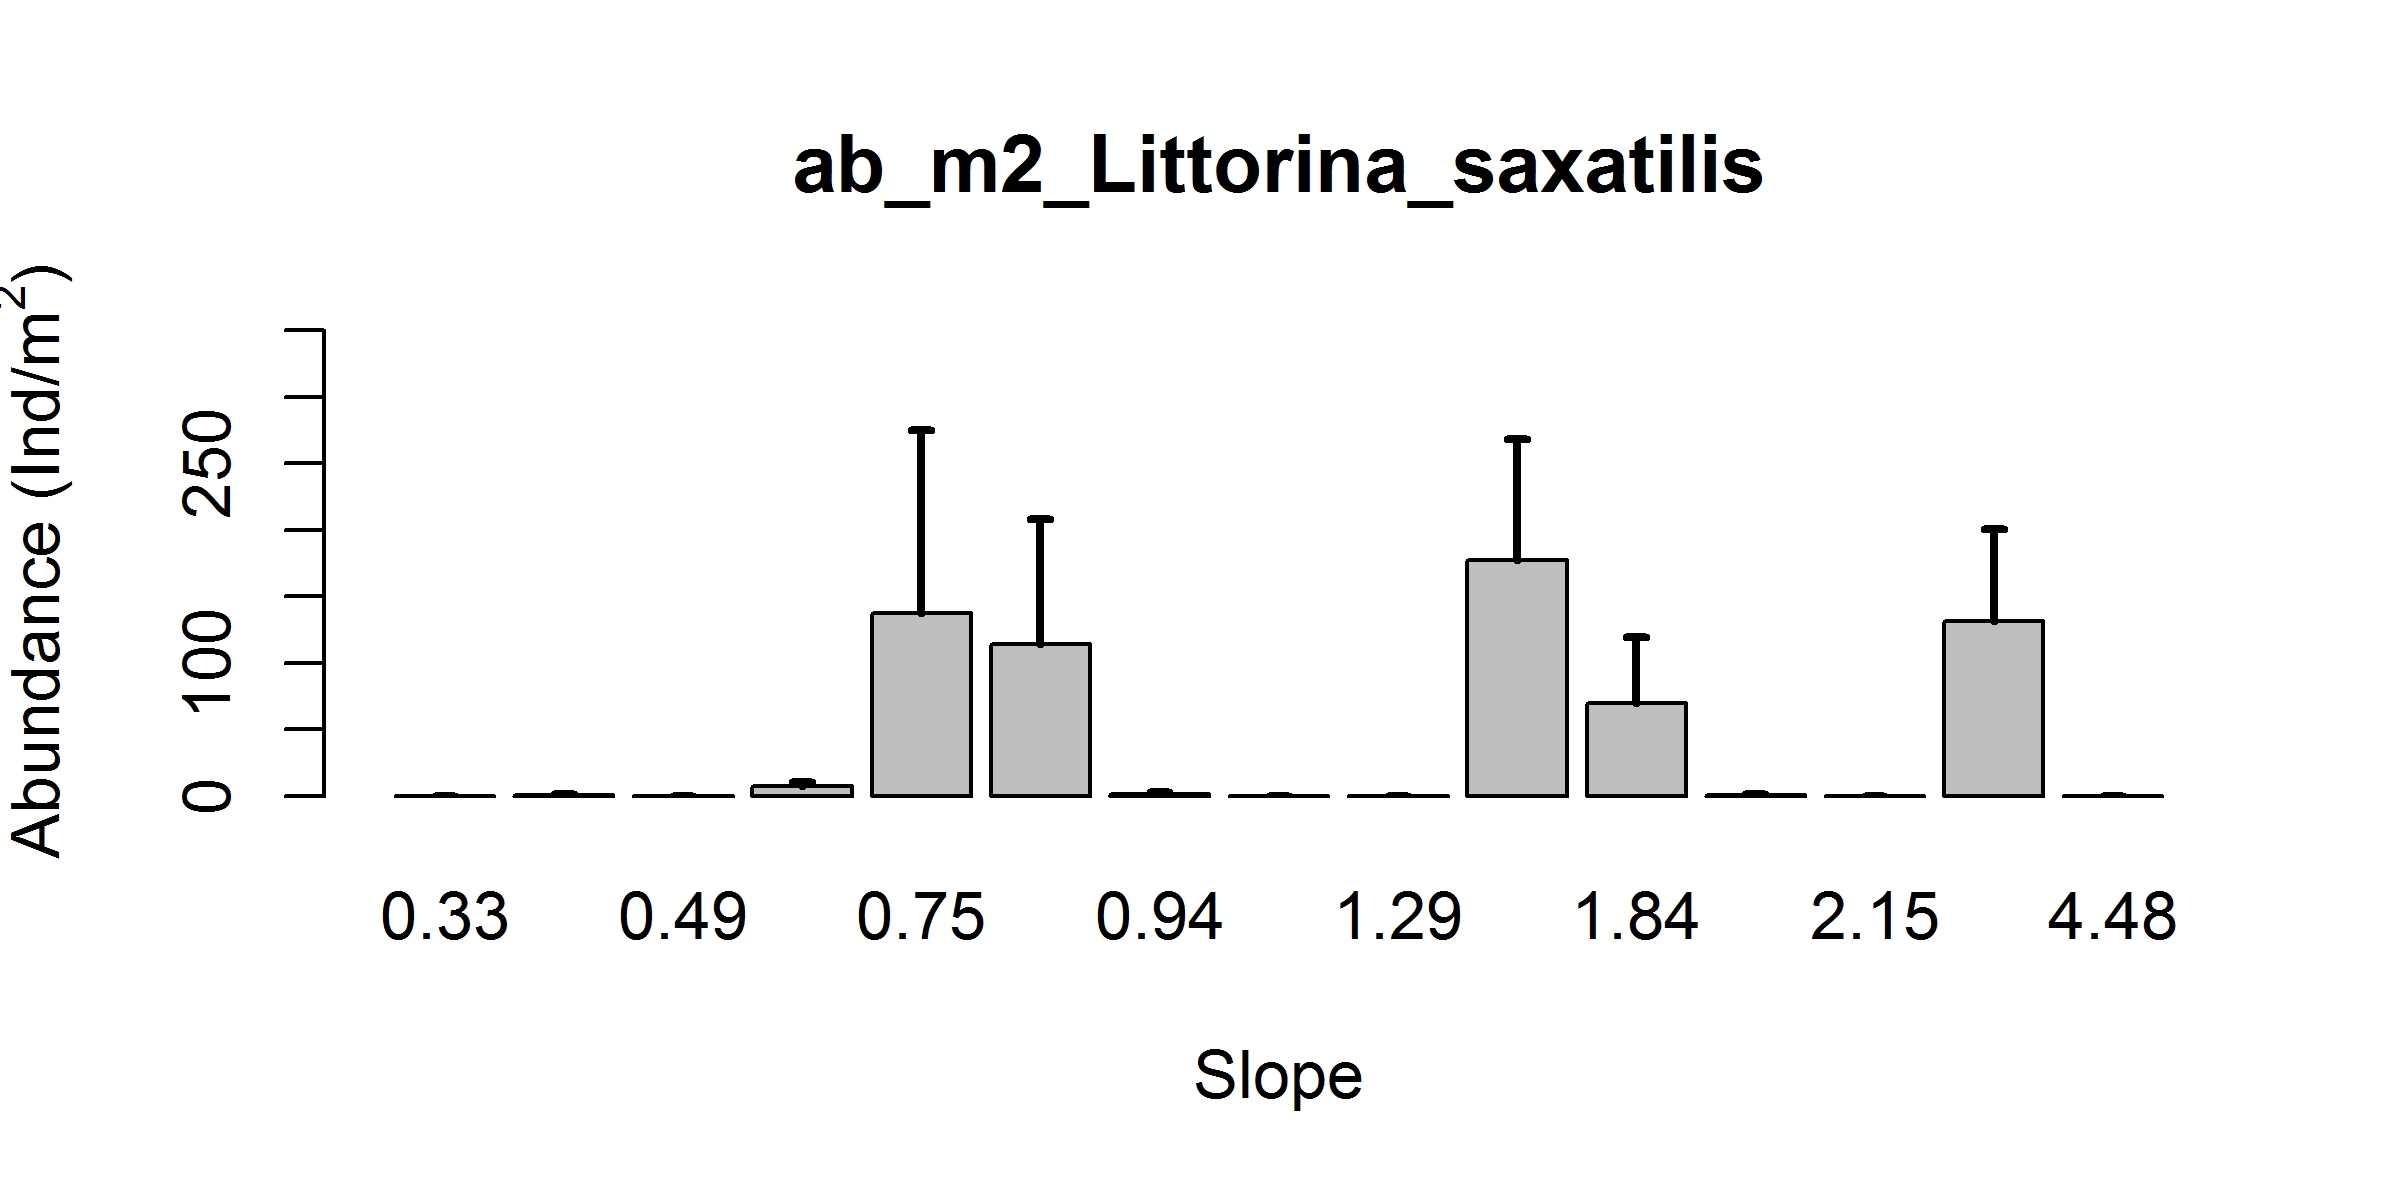 ab_m2_Littorina_saxatilis
Abundance (Ind/m²)
250
100
0
0.33 0.49 0.75 0.94 1.29 1.84 2.15 4.48
Slope